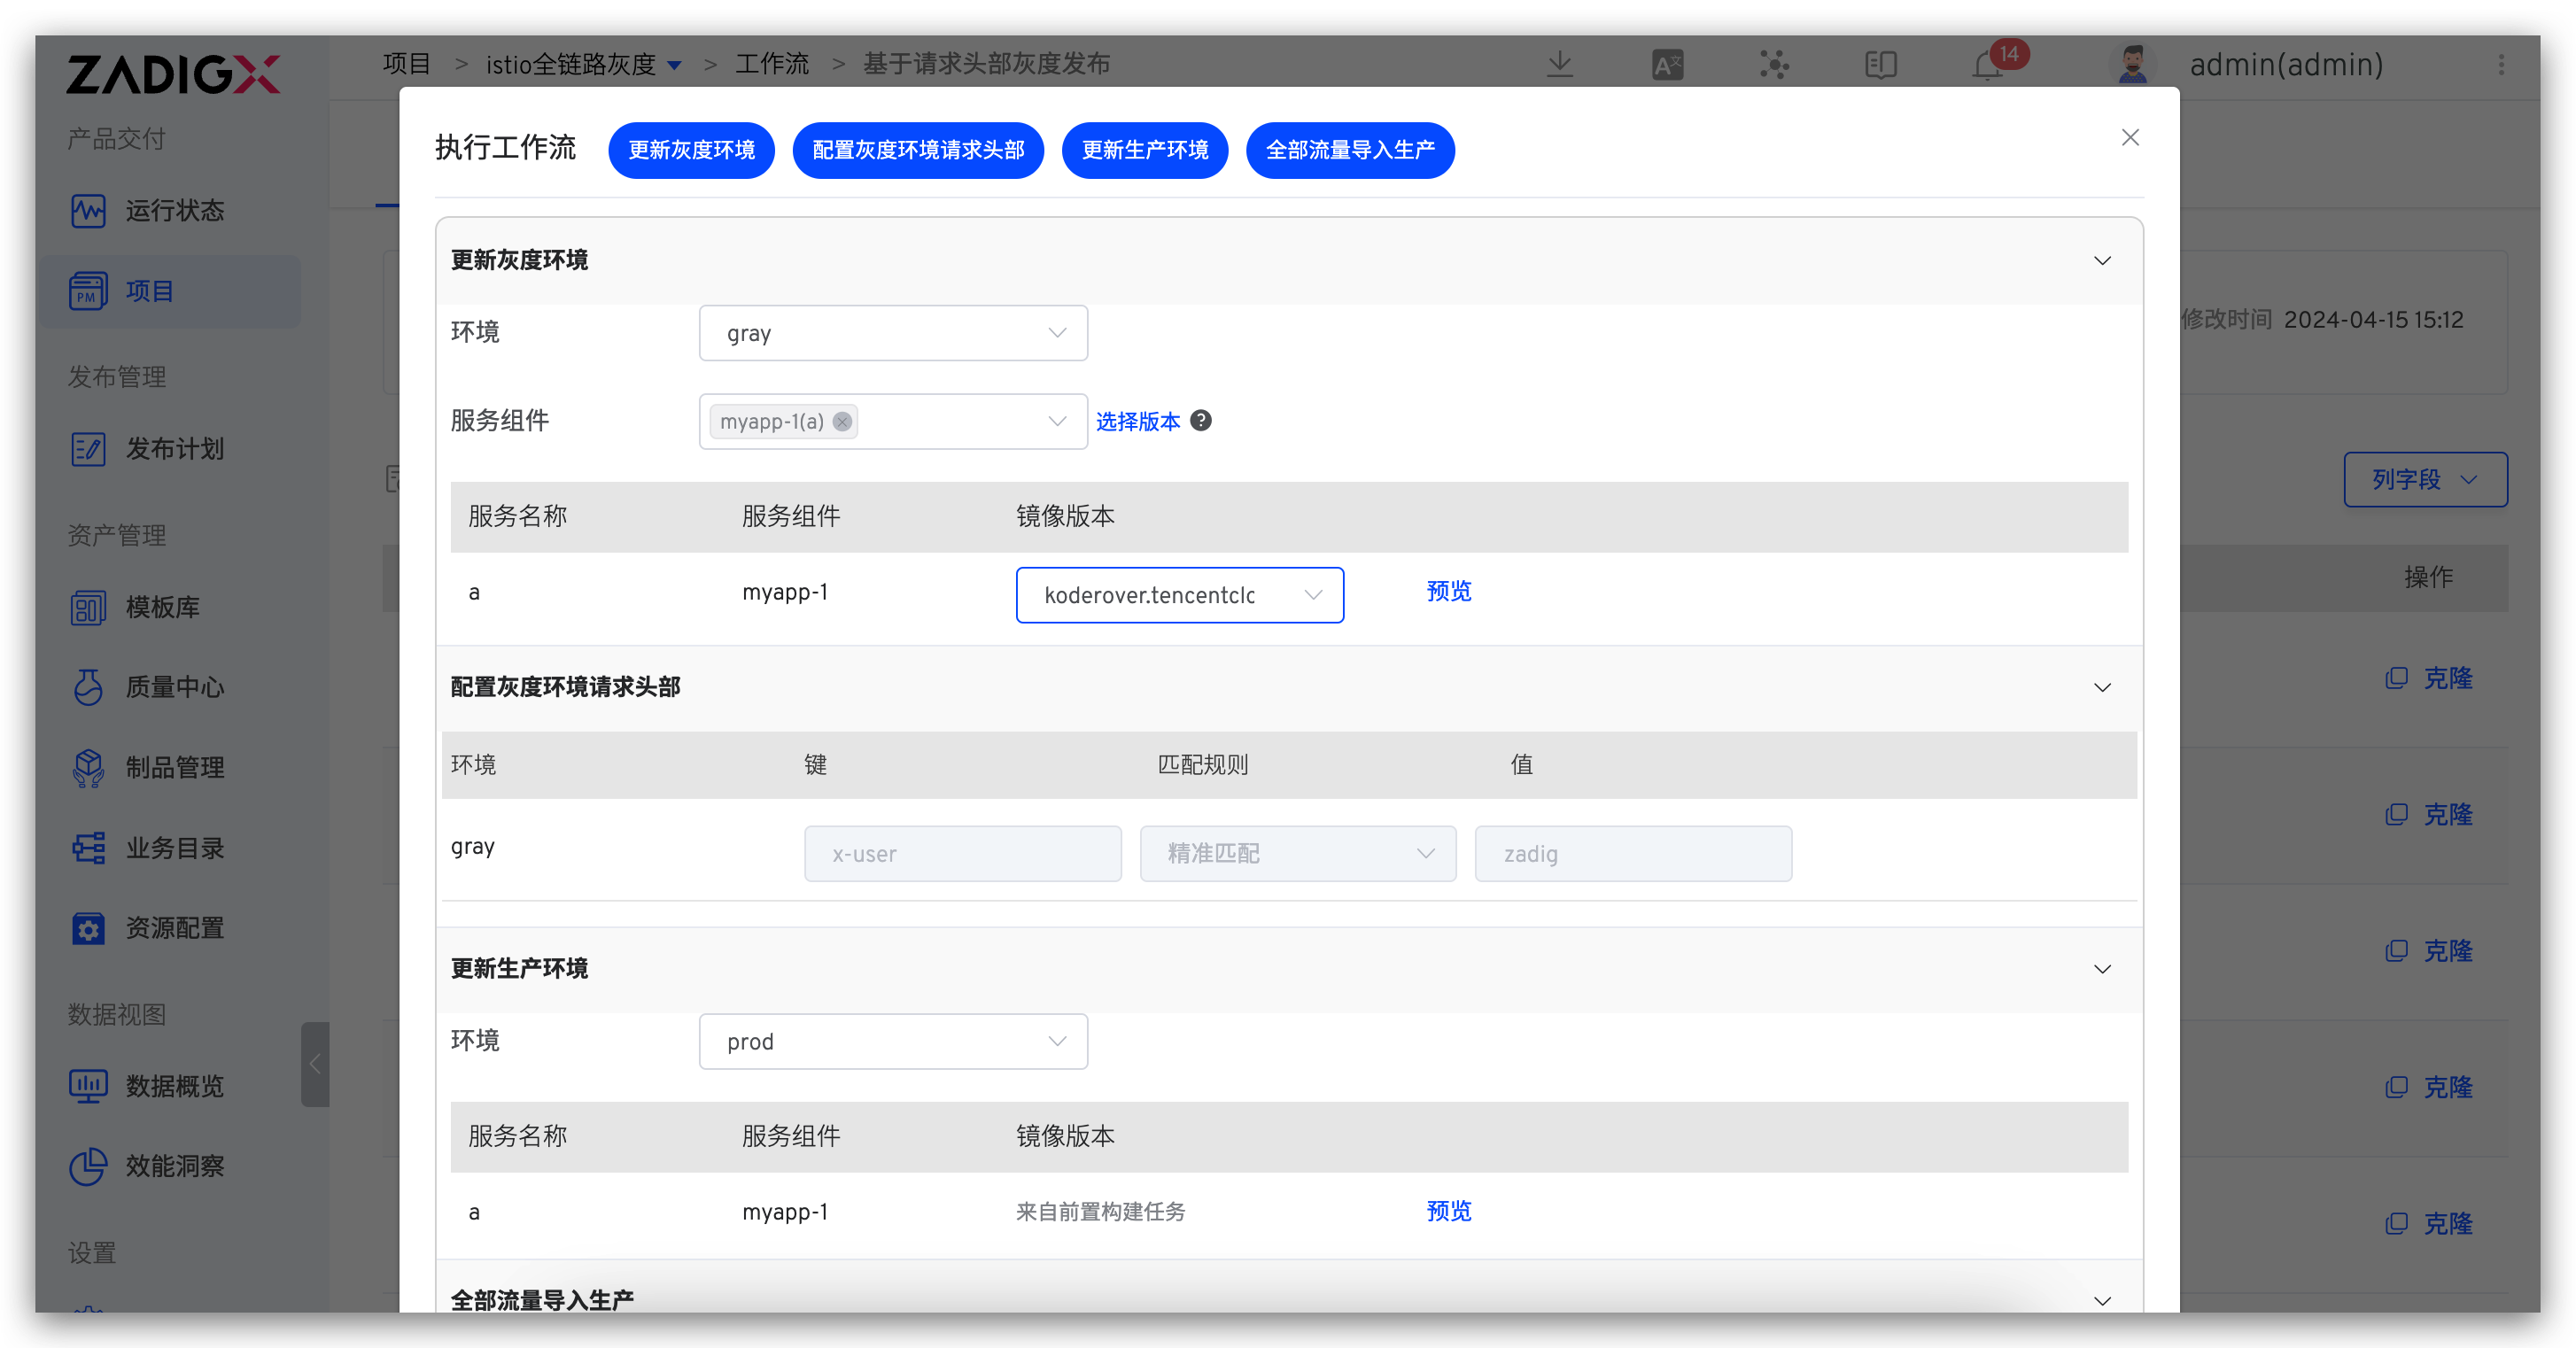 ZADIGX
项目 > istio全链路灰度 > 工作流 > 基于请求头部灰度发布
14
admin(admin)
产品交付
运行状态
PM
项目
发布管理
发布计划
资产管理
模板库
质量中心
制品管理
业务目录
资源配置
数据视图
数据概览
效能洞察
设置
执行工作流 更新灰度环境 配置灰度环境请求头部 更新生产环境 全部流量导入生产
更新灰度环境
环境 gray
服务组件 myapp-1(a) 选择版本 ?
服务名称 服务组件 镜像版本
a myapp-1 koderover.tencentclc 预览
配置灰度环境请求头部
环境 键 匹配规则 值
gray x-user 精准匹配 zadig
更新生产环境
环境 prod
服务名称 服务组件 镜像版本
a myapp-1 来自前置构建任务 预览
全部流量导入生产
修改时间 2024-04-15 15:12
列字段
操作
克隆
克隆
克隆
克隆
克隆